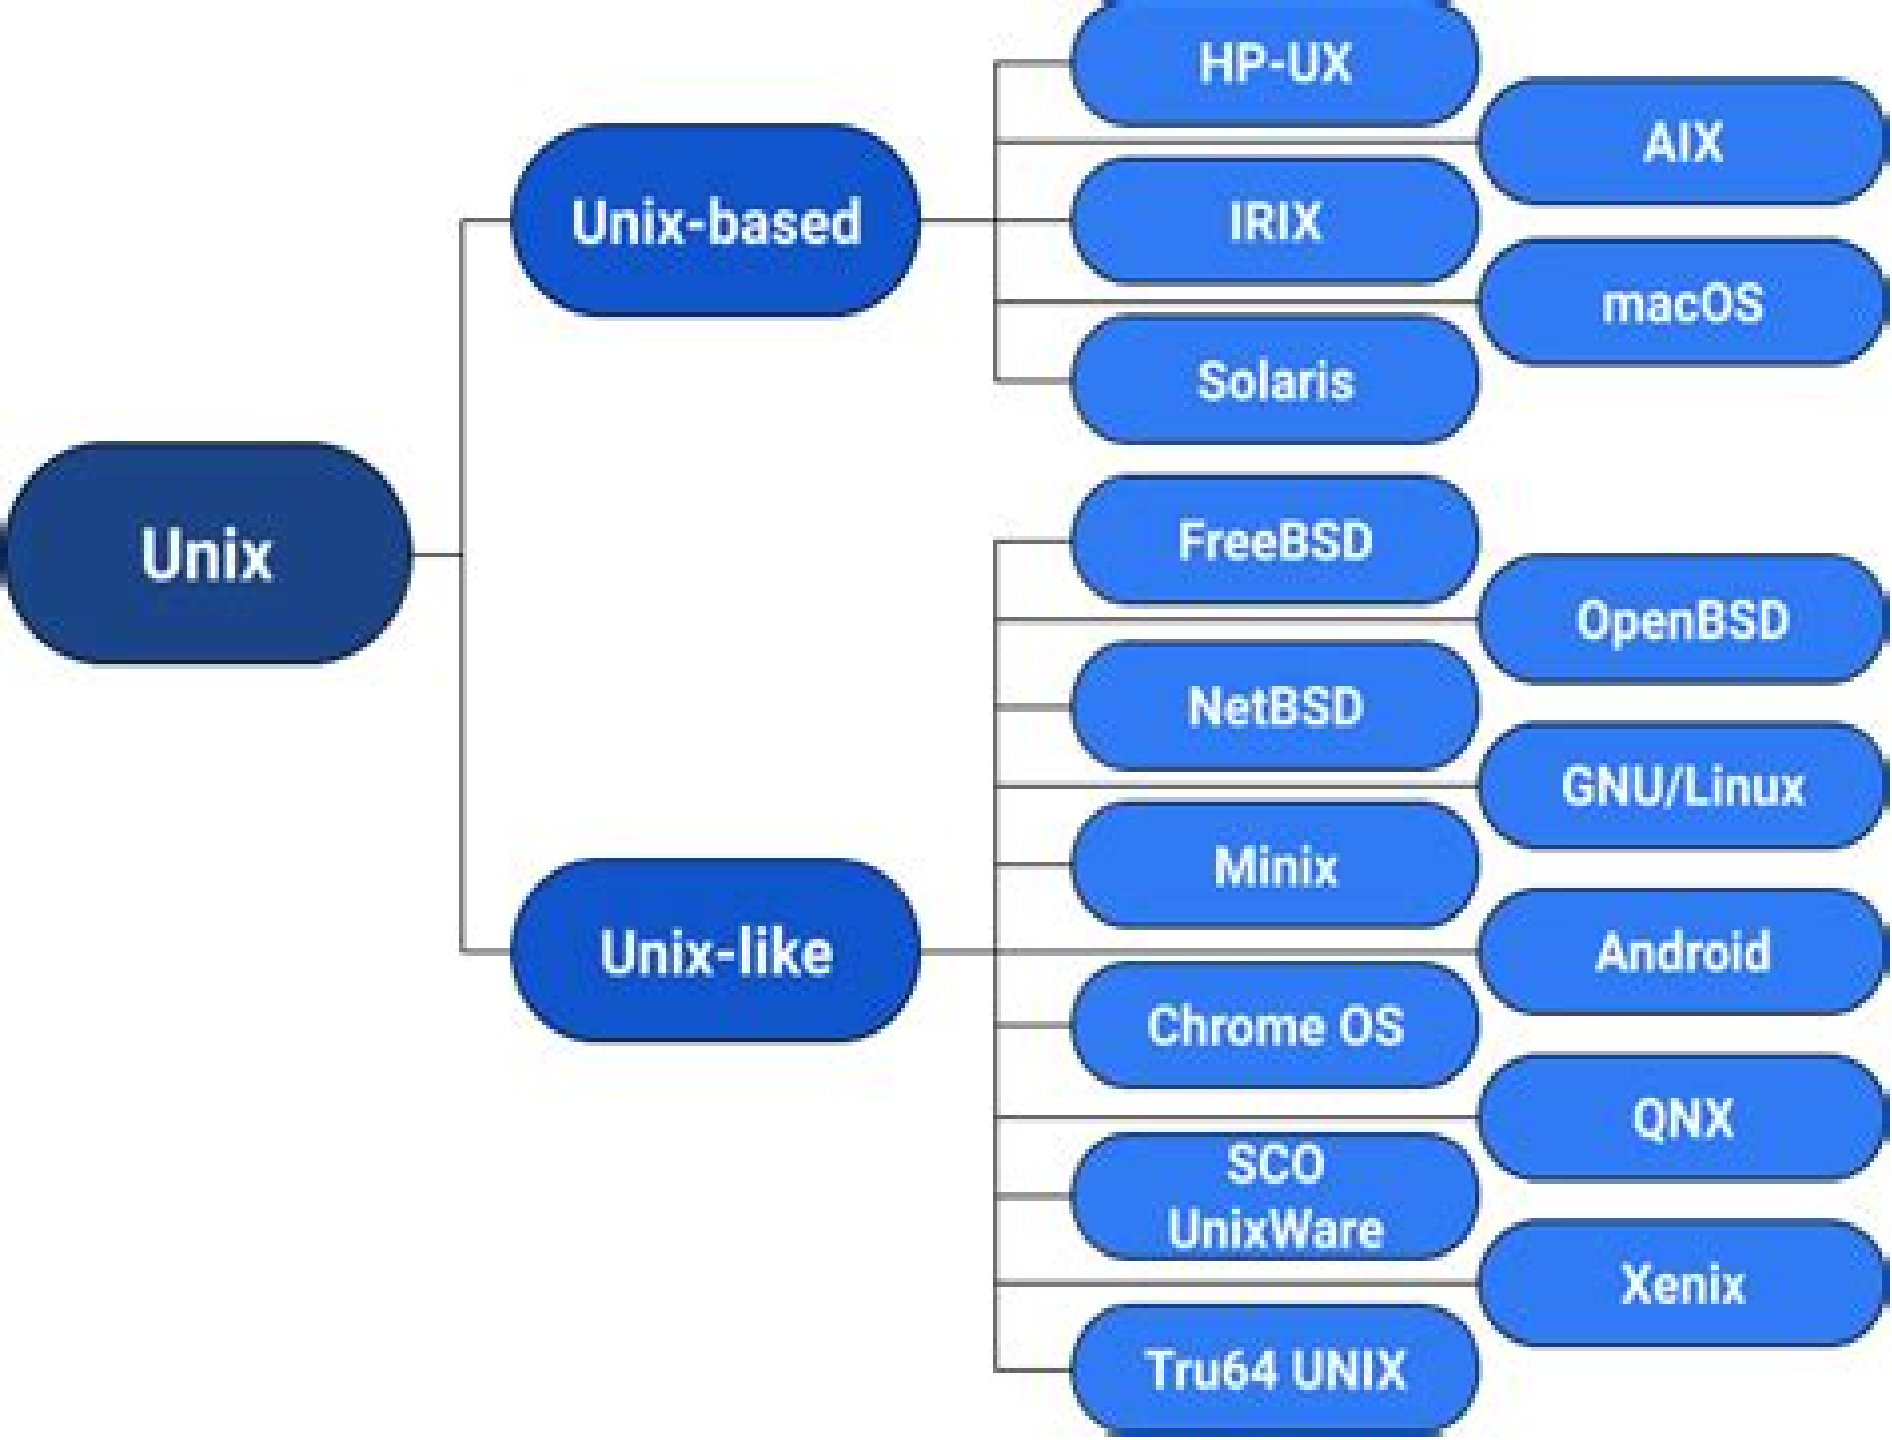 Unix
Unix-based
HP-UX
AIX
IRIX
macOS
Solaris
Unix-like
FreeBSD
OpenBSD
NetBSD
GNU/Linux
Minix
Android
Chrome OS
QNX
SCO
UnixWare
Xenix
Tru64 UNIX